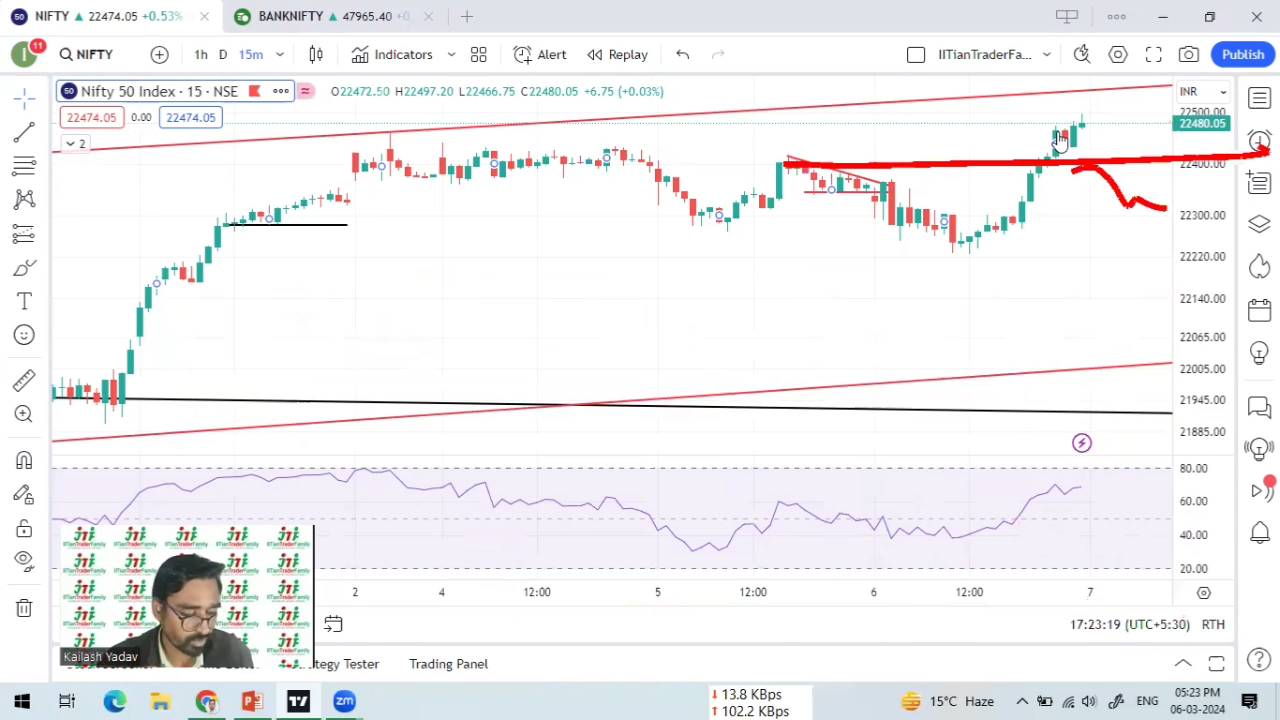 NIFTY ▲ 22474.05 +0.53%
BANKNIFTY ▲ 47965.40
11
NIFTY
1h D 15m
Indicators
Alert
Replay
IITianTraderFa...
Publish
Nifty 50 Index · 15 · NSE
O22472.50 H22497.20 L22466.75 C22480.05 +6.75 (+0.03%)
INR
22474.05 0.00 22474.05
2
22500.00
22480.05
22400.00
22300.00
22220.00
22140.00
22065.00
22005.00
21945.00
21885.00
80.00
60.00
40.00
20.00
2 4 12:00 5 12:00 6 12:00 7
17:23:19 (UTC+5:30) RTH
IITianTraderFamily
Kailash Yadav
Tester
Trading Panel
13.8 KBps
102.2 KBps
15°C Haze
ENG
05:23 PM
06-03-2024